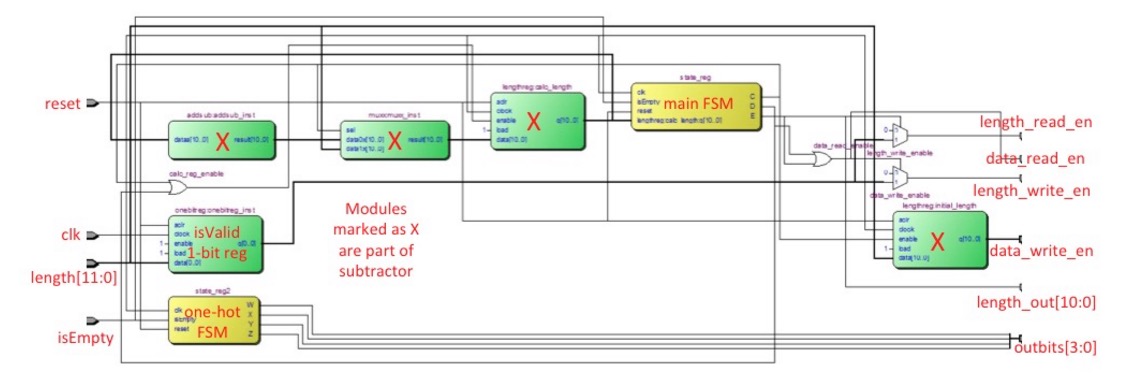 state_reg
lengthreg:calc_length
clk
isEmpty
reset
lengthreg:calc_length:q[10..0]
main FSM
C
D
E
aclr
clock
enable
1
load
data[10..0]
X
q[10..0]
reset
addsub:addsub_inst
dataa[10..0]
X
result[10..0]
muxx:muxx_inst
sel
data0x[10..0]
data1x[10..0]
X
result[10..0]
length_read_en
data_read_enable
data_read_en
length_write_enable
length_write_en
data_write_enable
calc_reg_enable
onebitreg:onebitreg_inst
aclr
clock
enable
load
data[0..0]
isValid
1-bit reg
q[0..0]
clk
length[11:0]
Modules
marked as X
are part of
subtractor
lengthreg:initial_length
aclr
clock
enable
load
data[10..0]
X
q[10..0]
data_write_en
length_out[10:0]
state_reg2
clk
isEmpty
reset
one-hot
FSM
W
X
Y
Z
isEmpty
outbits[3:0]